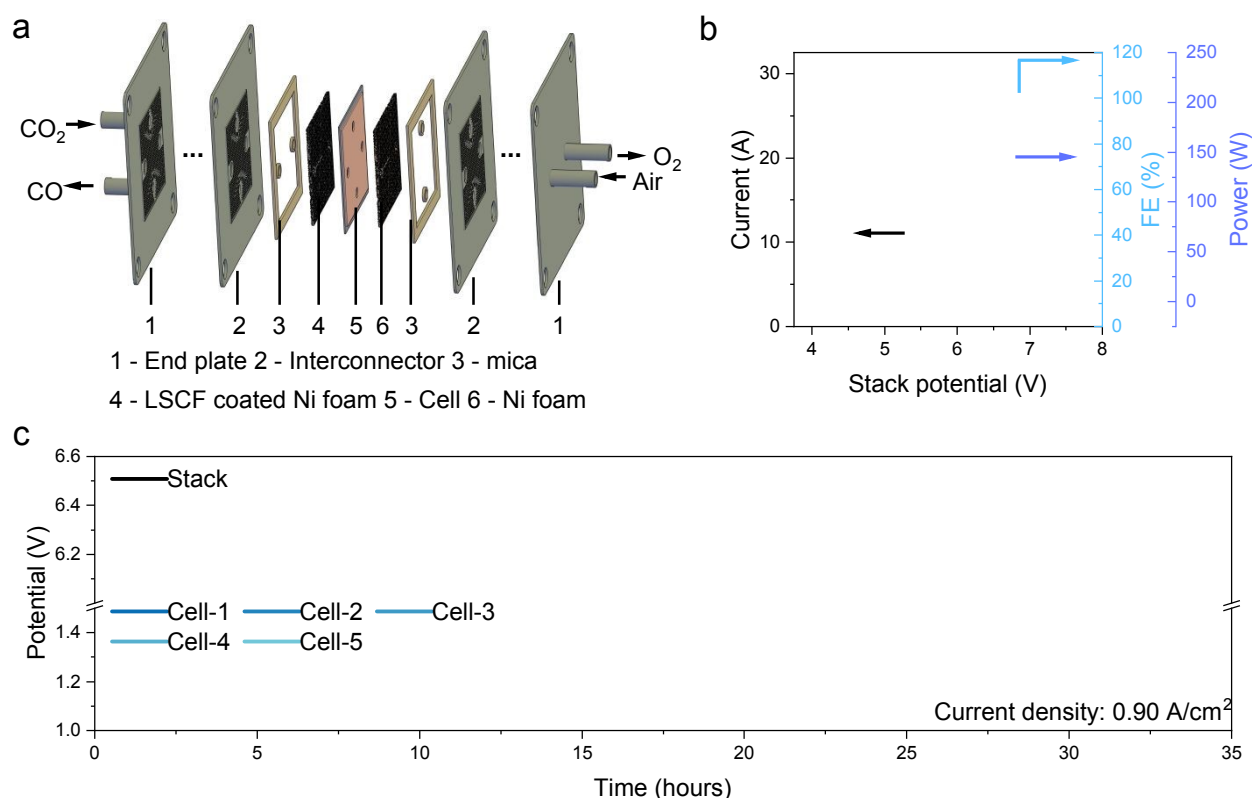 a
CO2
CO
...
...
O2
Air
1 2 3 4 5 6 3 2 1
1 - End plate 2 - Interconnector 3 - mica
4 - LSCF coated Ni foam 5 - Cell 6 - Ni foam
b
Current (A)
30
20
10
0
4 5 6 7 8
Stack potential (V)
120
100
80
60
40
20
0
FE (%)
250
200
150
100
50
0
Power (W)
c
Potential (V)
6.6
6.4
6.2
1.4
1.2
1.0
Stack
Cell-1 Cell-2 Cell-3
Cell-4 Cell-5
Current density: 0.90 A/cm²
0 5 10 15 20 25 30 35
Time (hours)